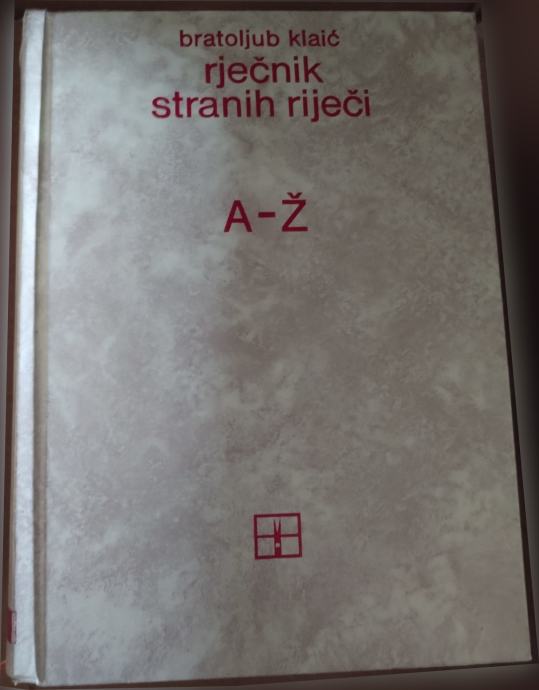 bratoljub klaić
rječnik
stranih riječi
A-Ž